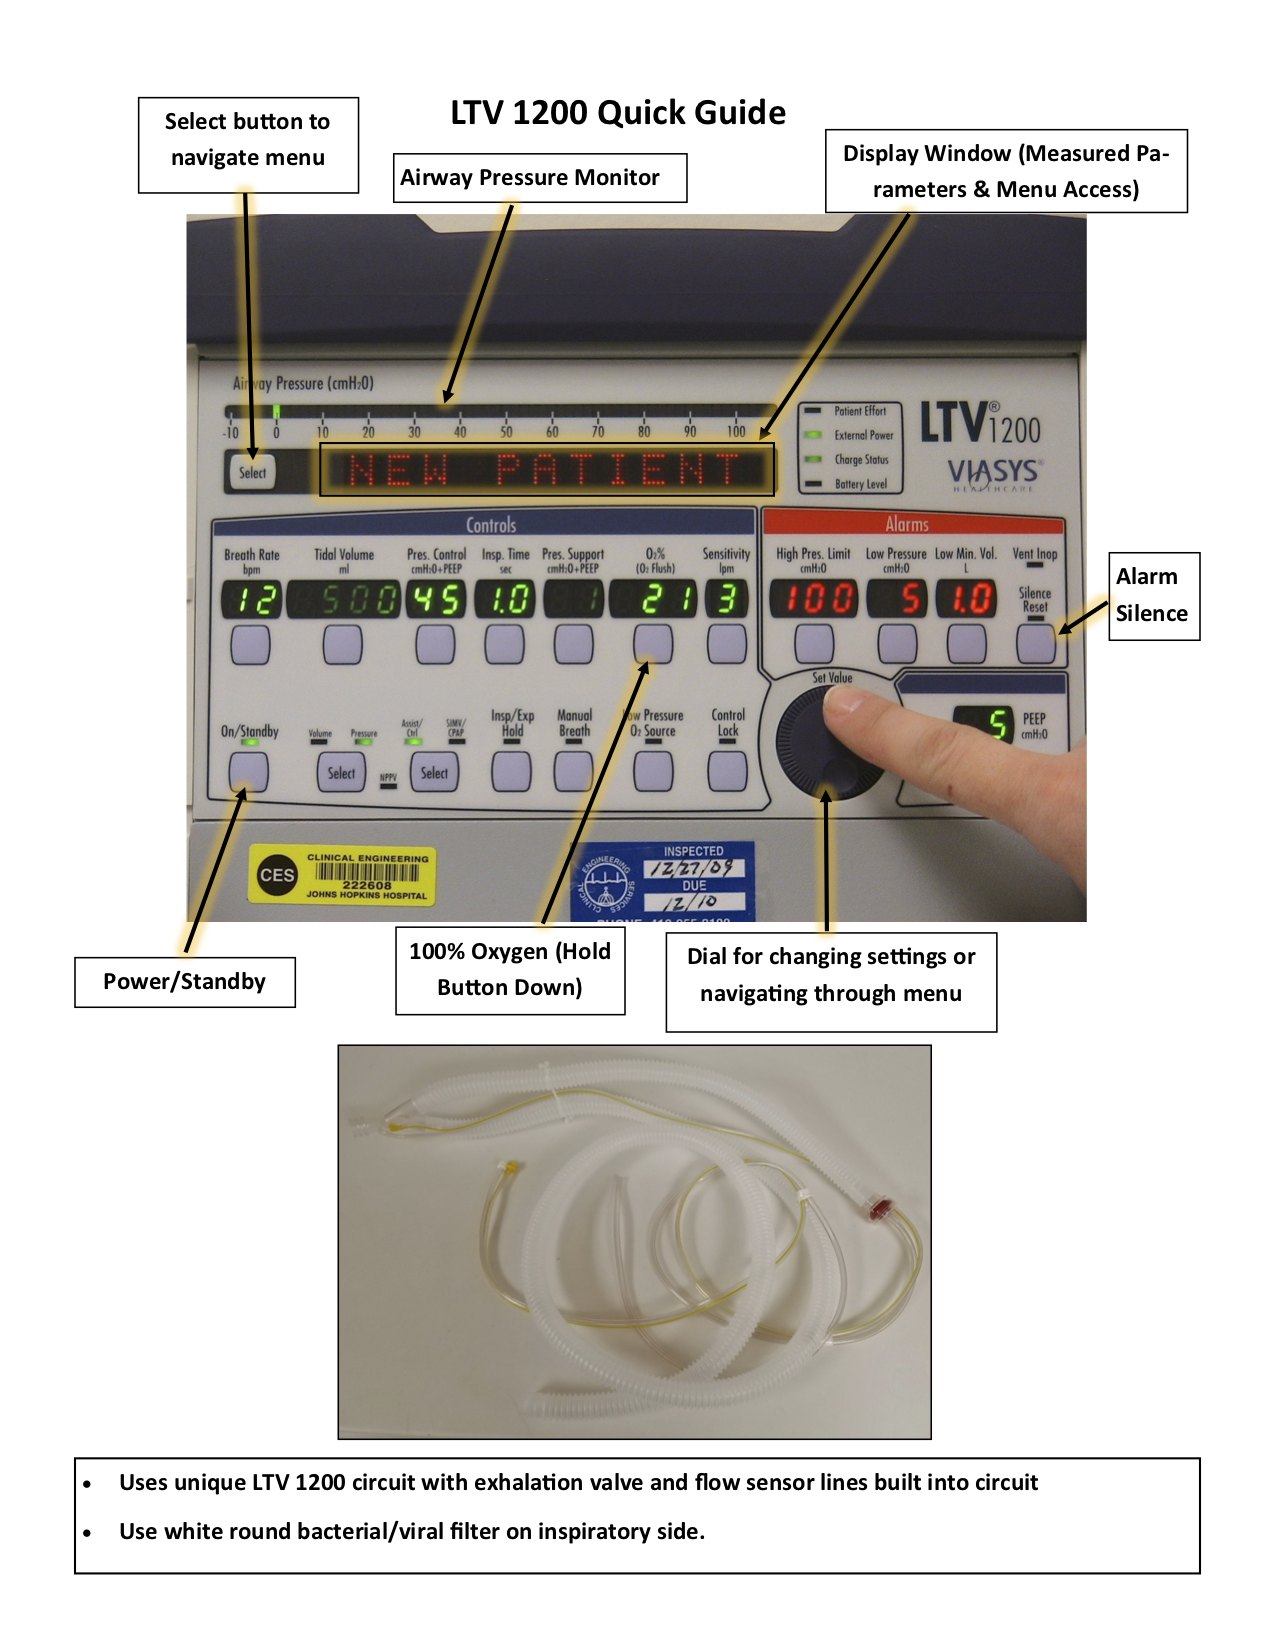 LTV 1200 Quick Guide
Select button to
navigate menu
Airway Pressure Monitor
Display Window (Measured Pa-
rameters & Menu Access)
Airway Pressure (cmH2O)
-10 0 10 20 30 40 50 60 70 80 90 100
Select
NEW PATIENT
Patient Effort
External Power
Charge Status
Battery Level
LTV® 1200
VIASYS
HEALTHCARE
Controls
Breath Rate
bpm
Tidal Volume
ml
Pres. Control
cmH2O+PEEP
Insp. Time
sec
Pres. Support
cmH2O+PEEP
O2%
(O2 Flush)
Sensitivity
lpm
12 500 45 1.0 1 21 3
Alarms
High Pres. Limit
cmH2O
Low Pressure
cmH2O
Low Min. Vol.
L
Vent Inop
100 5 1.0
Silence
Reset
Alarm
Silence
Set Value
5
PEEP
cmH2O
On/Standby
Volume
Pressure
Assist/
Ctrl
SIMV/
CPAP
Insp/Exp
Hold
Manual
Breath
Low Pressure
O2 Source
Control
Lock
Select
NPPV
Select
CES
CLINICAL ENGINEERING
222608
JOHNS HOPKINS HOSPITAL
CLINICAL ENGINEERING SERVICES
INSPECTED
12/27/09
DUE
12/10
Power/Standby
100% Oxygen (Hold
Button Down)
Dial for changing settings or
navigating through menu
• Uses unique LTV 1200 circuit with exhalation valve and flow sensor lines built into circuit
• Use white round bacterial/viral filter on inspiratory side.